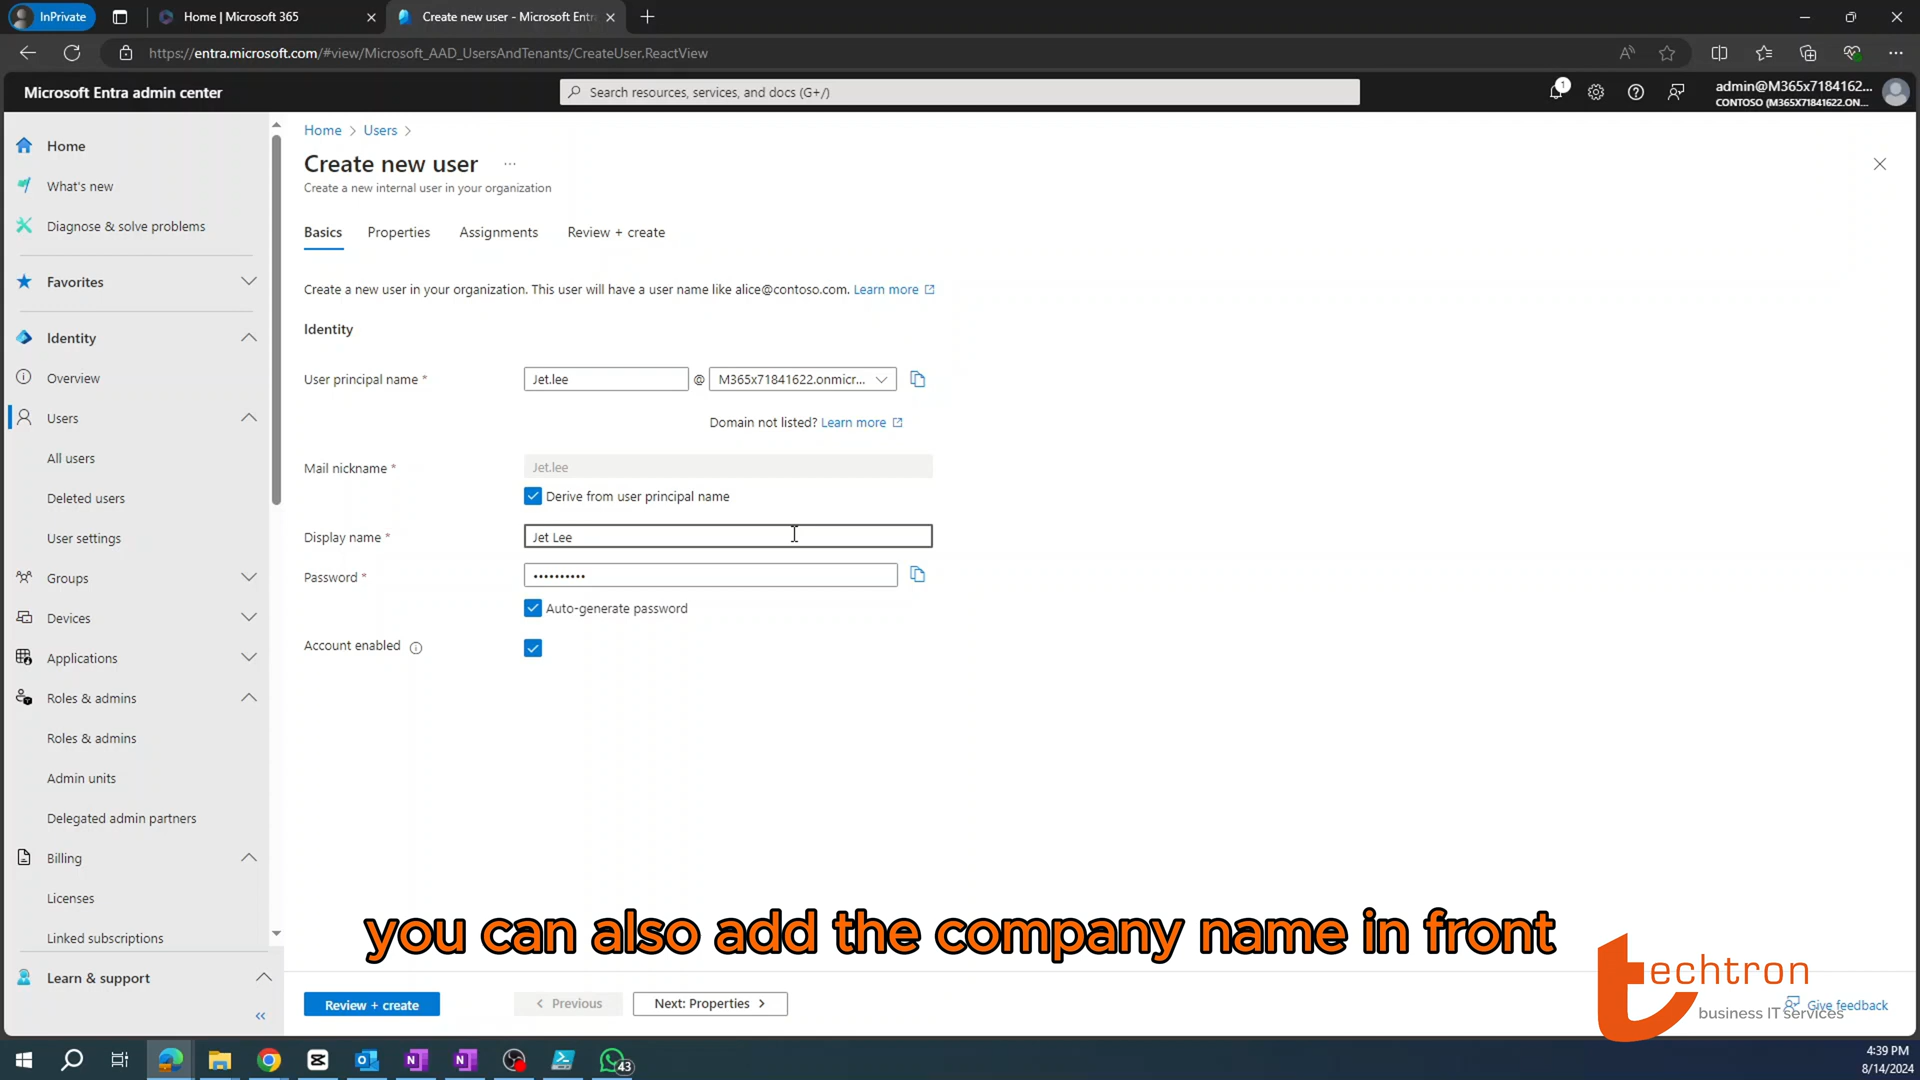 InPrivate
Home | Microsoft 365
Create new user - Microsoft Entr
https://entra.microsoft.com/#view/Microsoft_AAD_UsersAndTenants/CreateUser.ReactView
Microsoft Entra admin center
Search resources, services, and docs (G+/)
1
admin@M365x7184162...
CONTOSO (M365X71841622.ON...
Home
What's new
Diagnose & solve problems
Favorites
Identity
Overview
Users
All users
Deleted users
User settings
Groups
Devices
Applications
Roles & admins
Roles & admins
Admin units
Delegated admin partners
Billing
Licenses
Linked subscriptions
Learn & support
Home > Users >
Create new user ...
Create a new internal user in your organization
Basics Properties Assignments Review + create
Create a new user in your organization. This user will have a user name like alice@contoso.com. Learn more
Identity
User principal name * Jet.lee @ M365x71841622.onmicr...
Domain not listed? Learn more
Mail nickname * Jet.lee
Derive from user principal name
Display name * Jet Lee
Password * ••••••••••
Auto-generate password
Account enabled
you can also add the company name in front
Review + create < Previous Next: Properties >
techtron
business IT services
Give feedback
43
4:39 PM
8/14/2024